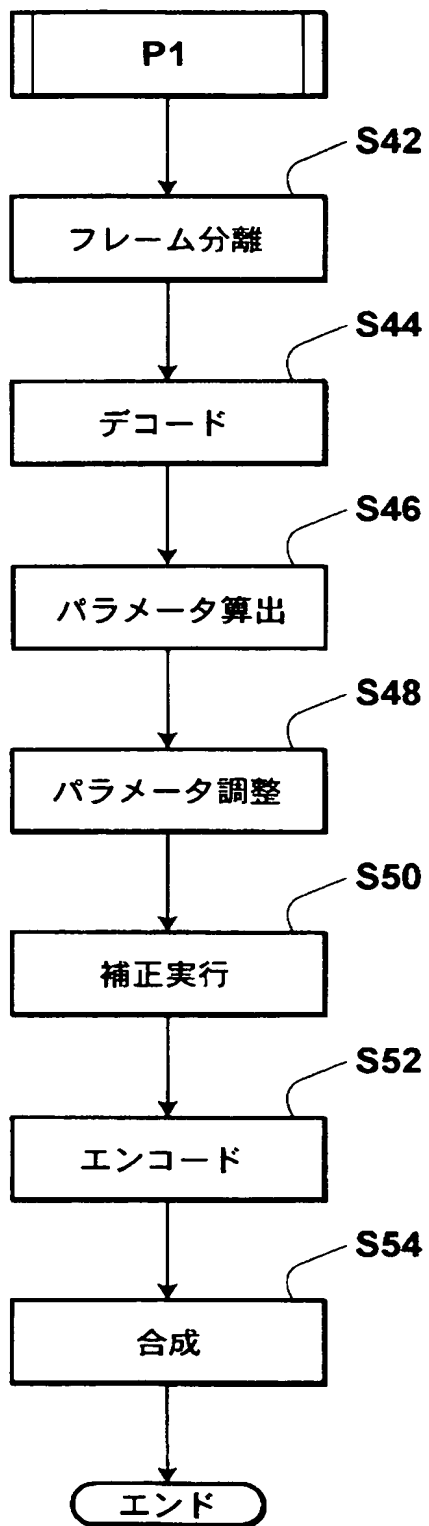 P1
S42
フレーム分離
S44
デコード
S46
パラメータ算出
S48
パラメータ調整
S50
補正実行
S52
エンコード
S54
合成
エンド